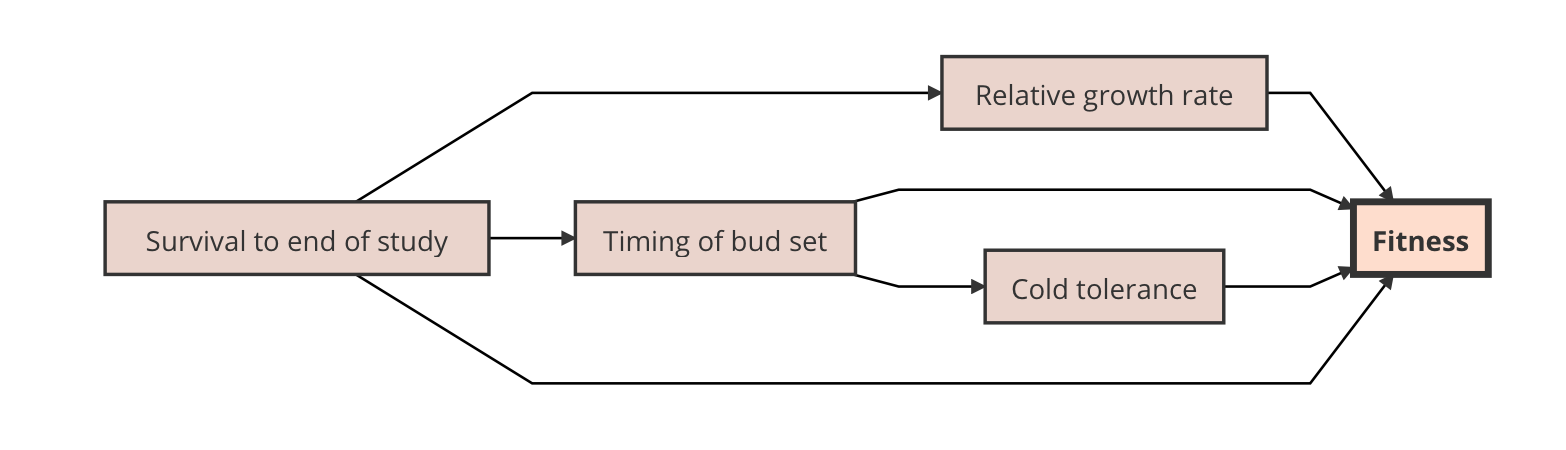 Relative growth rate
Survival to end of study
Timing of bud set
Fitness
Cold tolerance